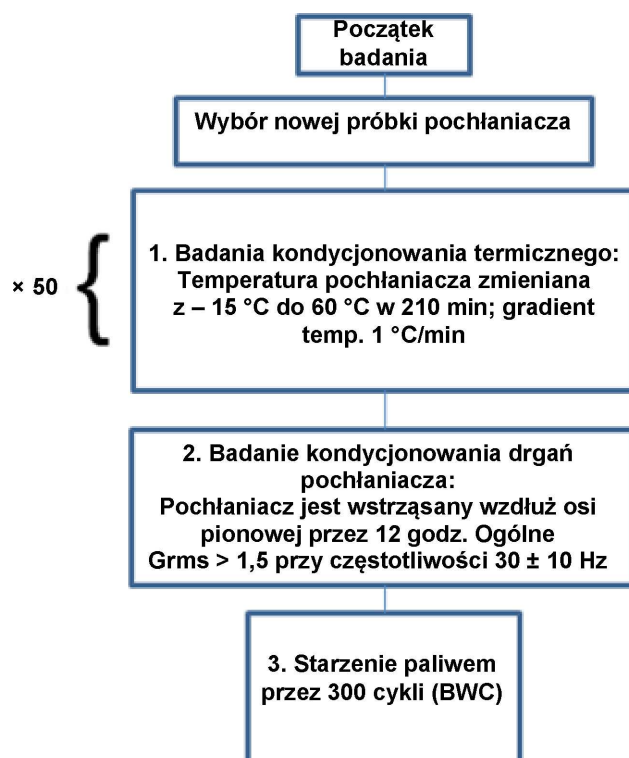 Początek
badania
Wybór nowej próbki pochłaniacza
× 50
1. Badania kondycjonowania termicznego:
Temperatura pochłaniacza zmieniana
z – 15 °C do 60 °C w 210 min; gradient
temp. 1 °C/min
2. Badanie kondycjonowania drgań
pochłaniacza:
Pochłaniacz jest wstrząsany wzdłuż osi
pionowej przez 12 godz. Ogólne
Grms > 1,5 przy częstotliwości 30 ± 10 Hz
3. Starzenie paliwem
przez 300 cykli (BWC)